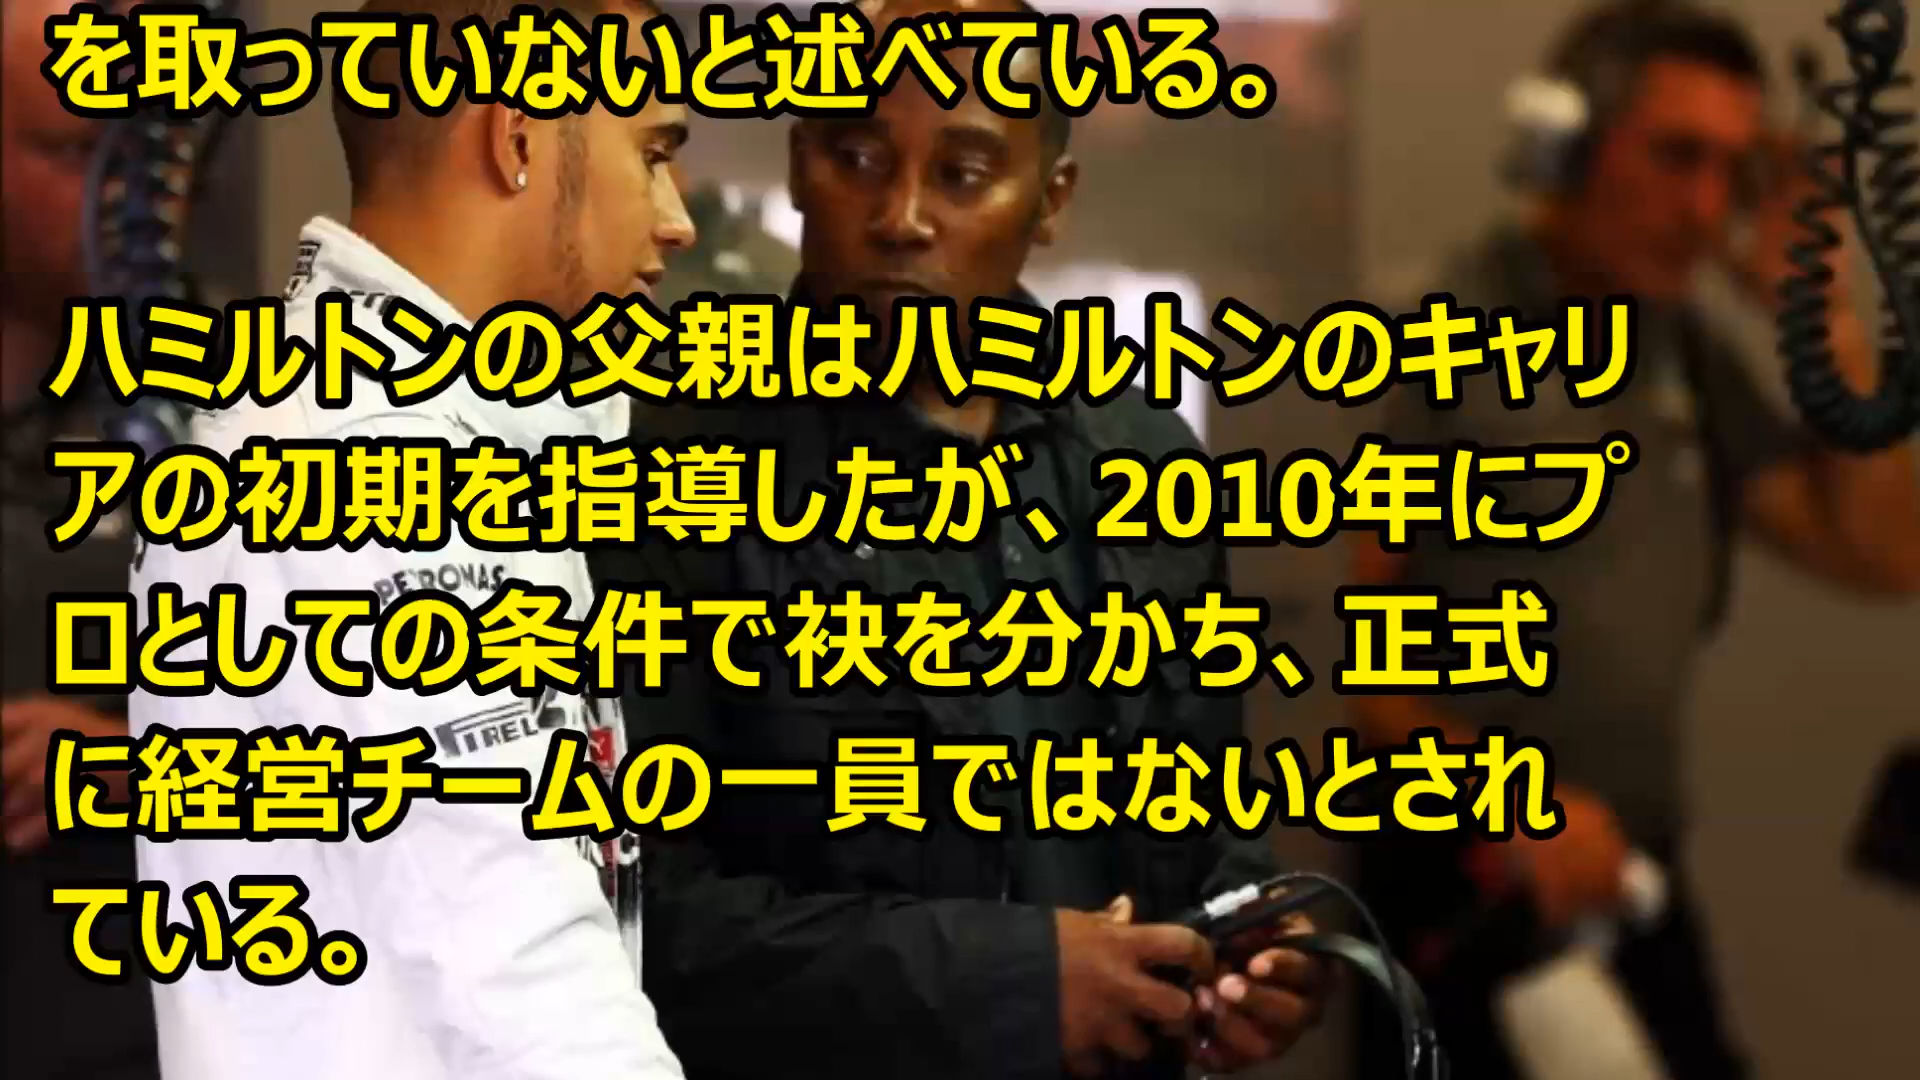 を取っていないと述べている。
ハミルトンの父親はハミルトンのキャリ
アの初期を指導したが、2010年にプ
ロとしての条件で袂を分かち、正式
に経営チームの一員ではないとされ
ている。
PETRONAS
PIRELLI